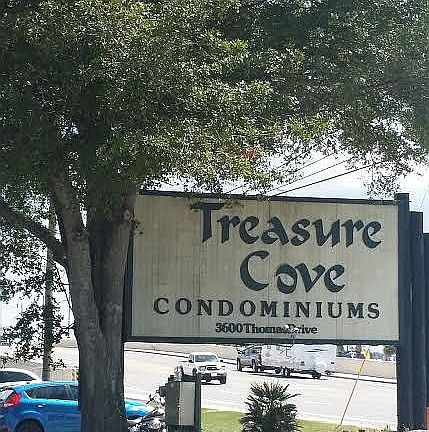 Treasure
Cove
CONDOMINIUMS
3600 Thomas Drive